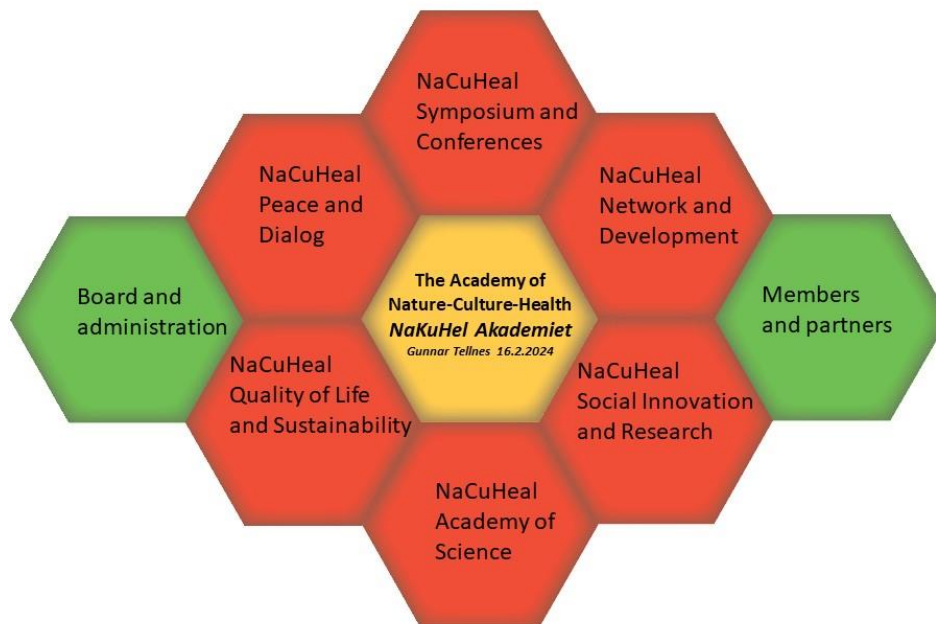 NaCuHeal
Symposium and
Conferences
NaCuHeal
Peace and
Dialog
NaCuHeal
Network and
Development
Board and
administration
The Academy of
Nature-Culture-Health
NaKuHel Akademiet
Gunnar Tellnes 16.2.2024
Members
and partners
NaCuHeal
Quality of Life
and Sustainability
NaCuHeal
Social Innovation
and Research
NaCuHeal
Academy of
Science